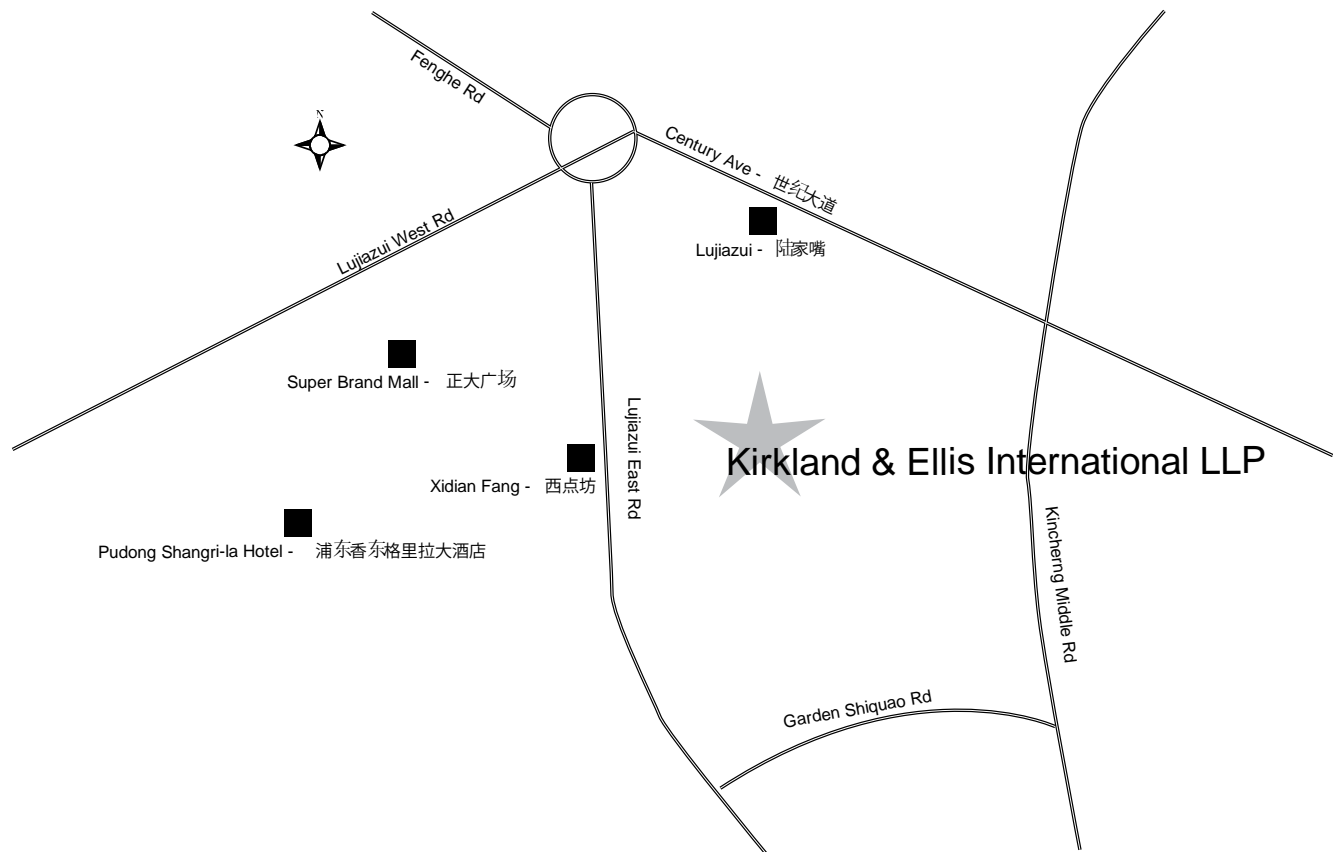 Fenghe Rd
N
Century Ave - 世纪大道
Lujiazui West Rd
Lujiazui - 陆家嘴
Super Brand Mall - 正大广场
Lujiazui East Rd
Kirkland & Ellis International LLP
Xidian Fang - 西点坊
Kincherng Middle Rd
Pudong Shangri-la Hotel - 浦东香东格里拉大酒店
Garden Shiquao Rd